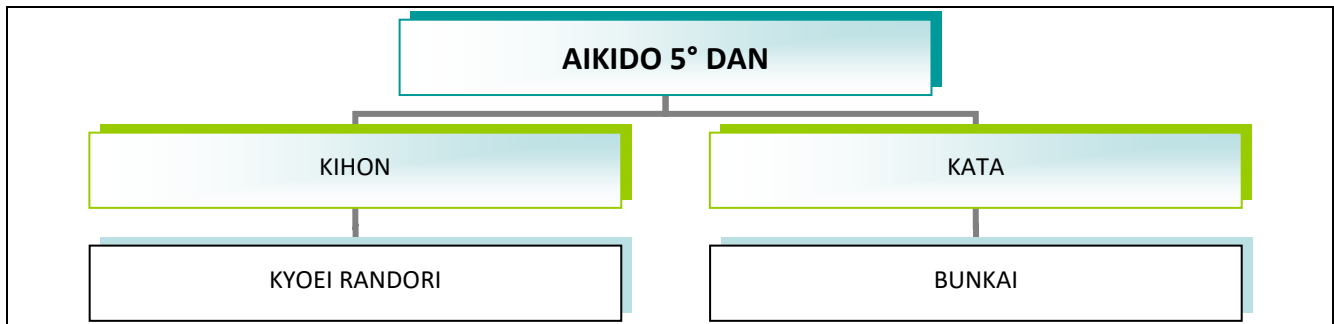 AIKIDO 5° DAN
KIHON
KATA
KYOEI RANDORI
BUNKAI